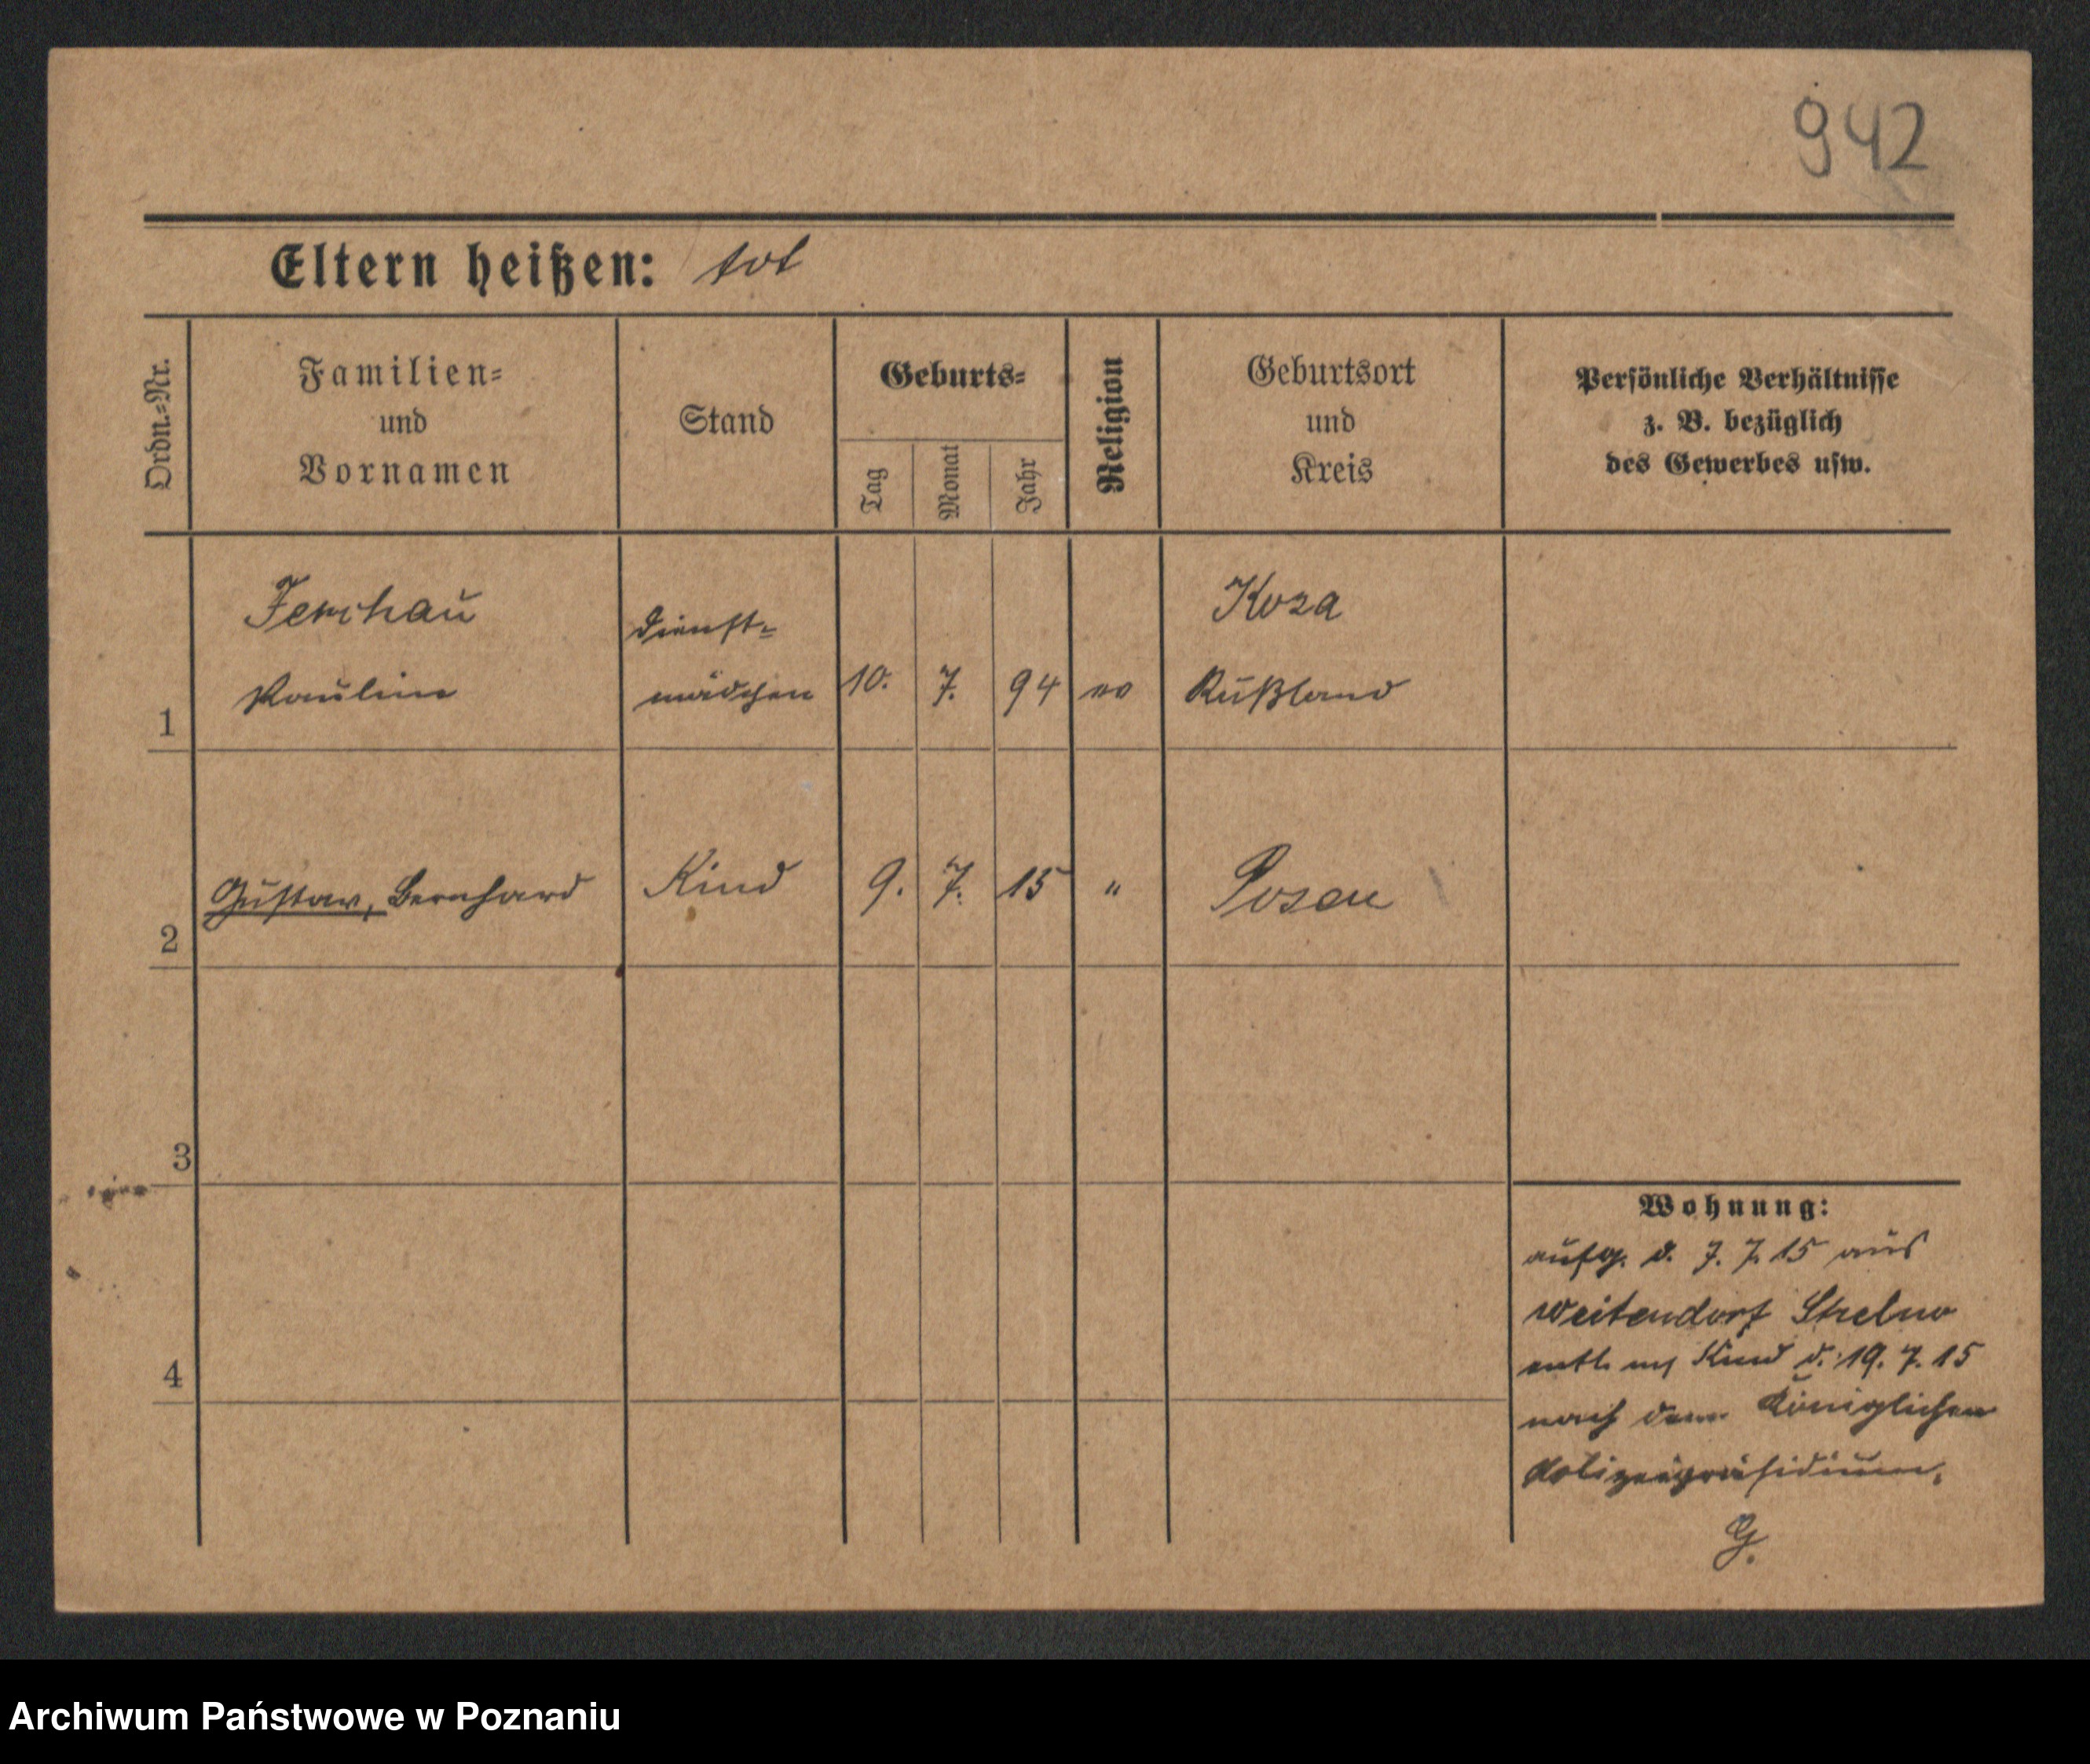 942
Eltern heißen: tot
Ordn.-Nr.
Familien-
und
Vornamen
Stand
Geburts-
Tag
Monat
Jahr
Religion
Geburtsort
und
Kreis
Persönliche Verhältnisse
z. B. bezüglich
des Gewerbes usw.
Ferchau Dienst- Koza
1 Pauline mädchen 10. 7. 94 ev Rußland
2 Gustav, Bernhard Kind 9. 7. 15 " Posen
3
4
Wohnung:
aufg. d. 7. 7. 15 aus
Weitendorf Strelno
entl. Kind d. 19. 7. 15
nach dem Königlichen
Polizeipräsidium.
G.
Archiwum Państwowe w Poznaniu